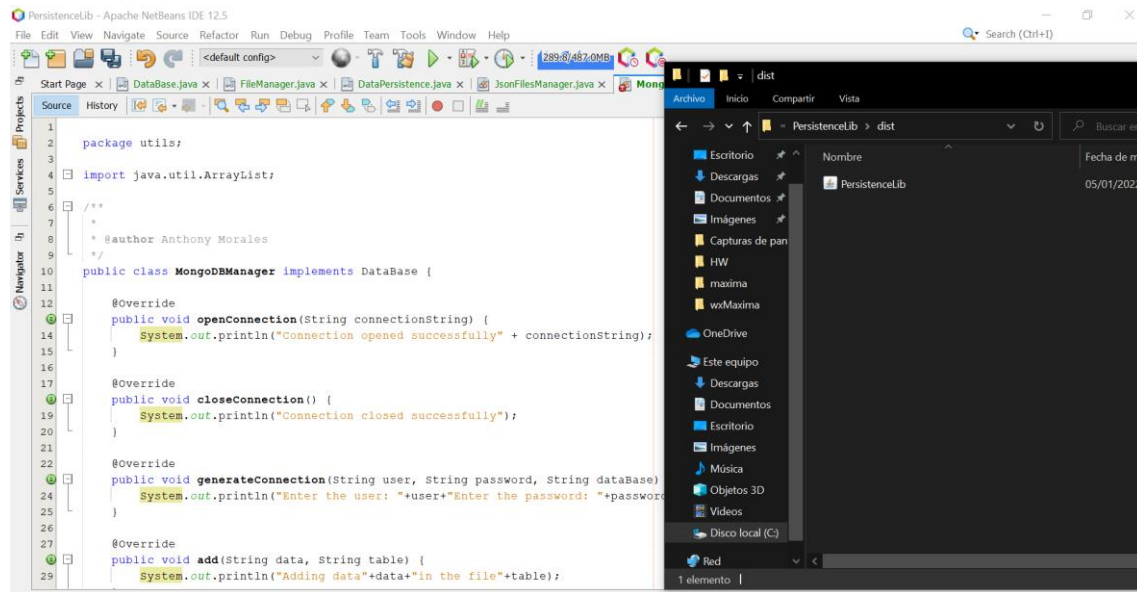 PersistenceLib - Apache NetBeans IDE 12.5
File Edit View Navigate Source Refactor Run Debug Profile Team Tools Window Help
Search (Ctrl+I)
<default config>
289.8/487.0MB
Start Page DataBase.java FileManager.java DataPersistence.java JsonFilesManager.java Mong
Source History
Projects
Services
Navigator
1
2 package utils;
3
4 import java.util.ArrayList;
5
6 /**
7 *
8 * @author Anthony Morales
9 */
10 public class MongoDBManager implements DataBase {
11
12 @Override
public void openConnection(String connectionString) {
14 System.out.println("Connection opened successfully" + connectionString);
15 }
16
17 @Override
public void closeConnection() {
19 System.out.println("Connection closed successfully");
20 }
21
22 @Override
public void generateConnection(String user, String password, String dataBase)
24 System.out.println("Enter the user: "+user+"Enter the password: "+password
25 }
26
27 @Override
public void add(String data, String table) {
29 System.out.println("Adding data"+data+"in the file"+table);
dist
Archivo Inicio Compartir Vista
PersistenceLib > dist
Buscar en
Escritorio
Descargas
Documentos
Imágenes
Capturas de pan
HW
maxima
wxMaxima
OneDrive
Este equipo
Descargas
Documentos
Escritorio
Imágenes
Música
Objetos 3D
Videos
Disco local (C:)
Red
Nombre Fecha de m
PersistenceLib 05/01/202
1 elemento